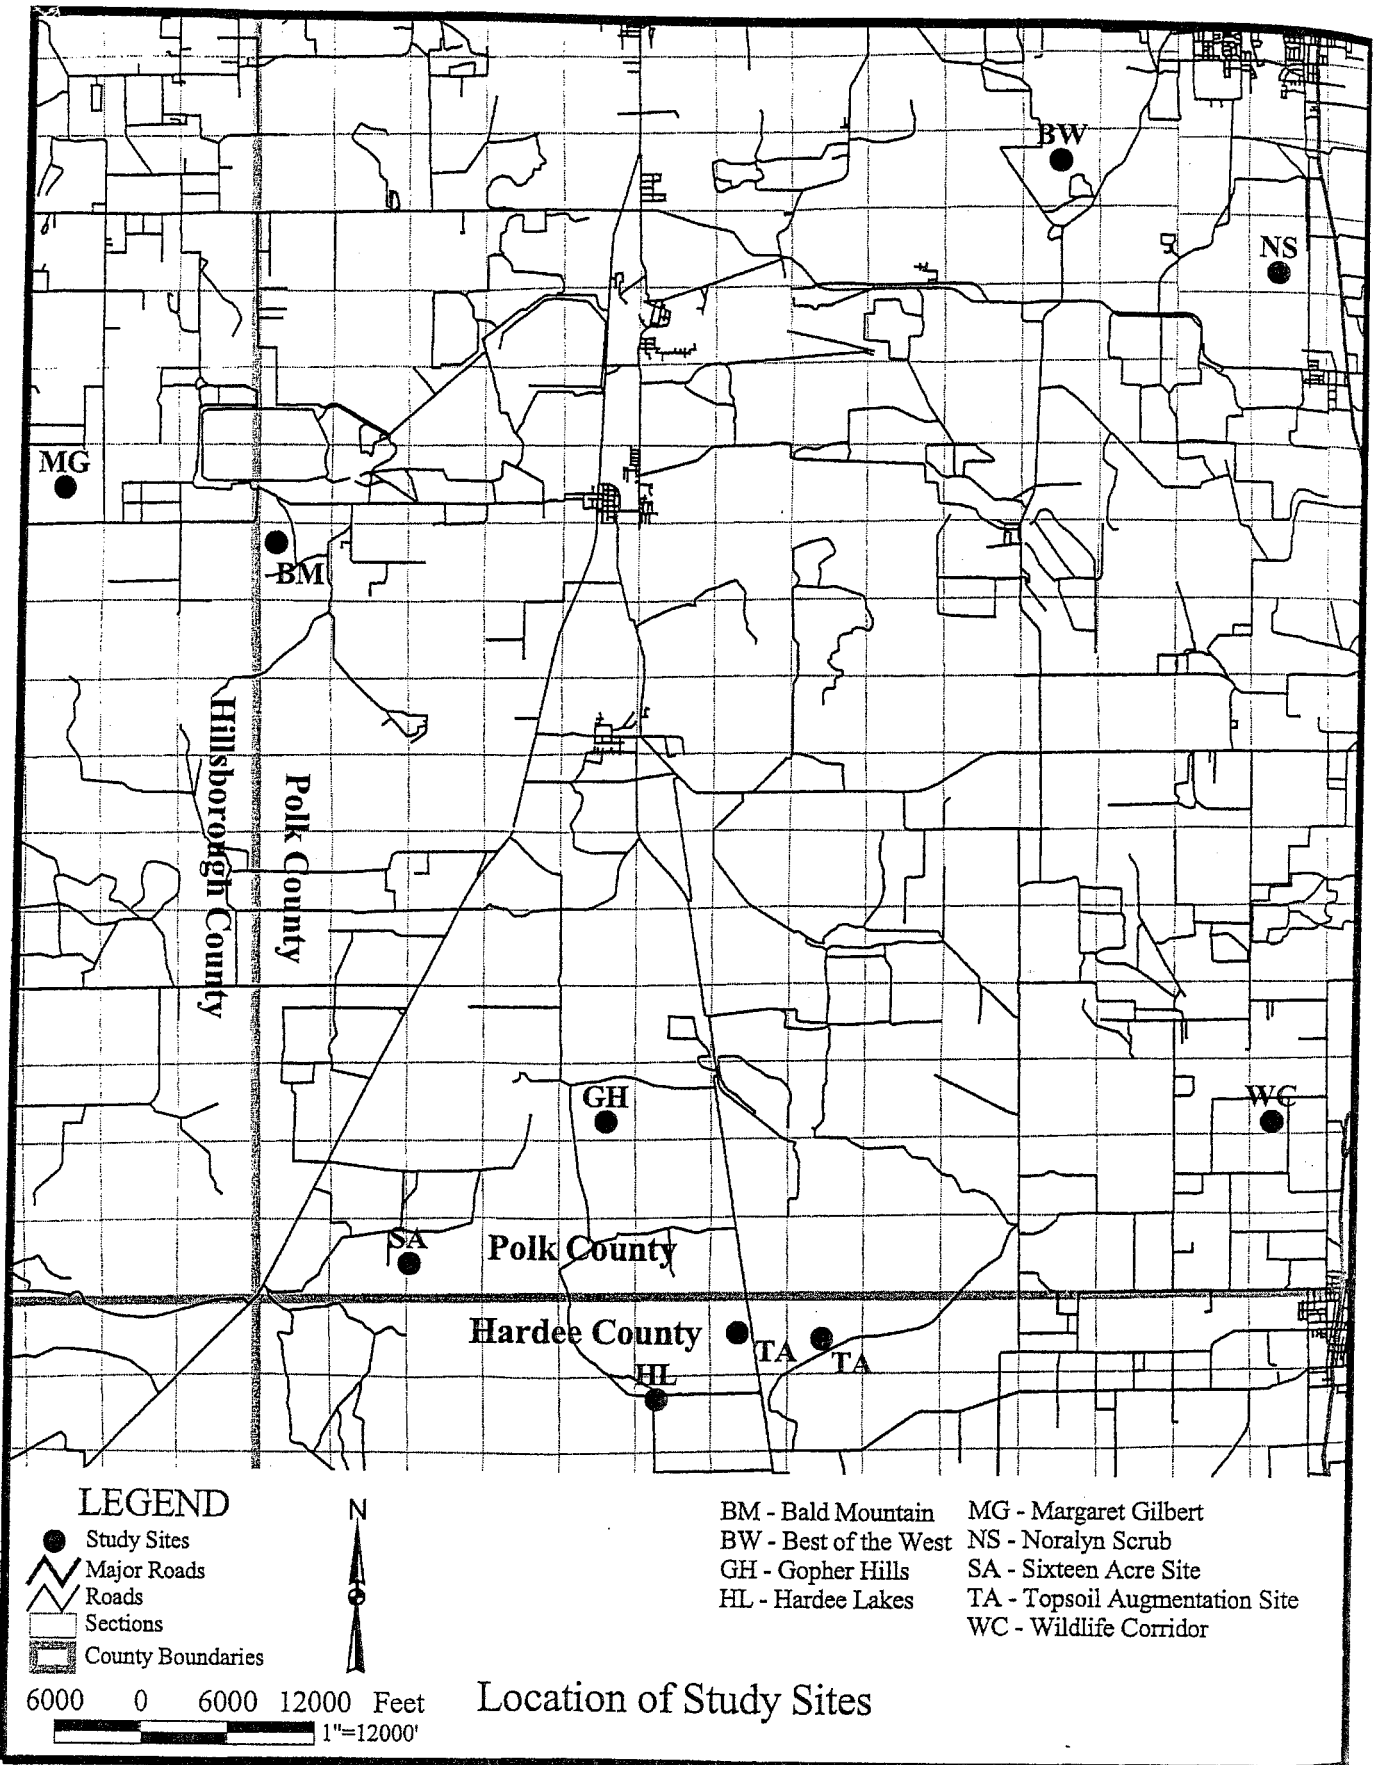 BW
NS
MG
BM
Hillsborough County
Polk County
GH
WC
SA
Polk County
Hardee County
TA
TA
HL
LEGEND
Study Sites
Major Roads
Roads
Sections
County Boundaries
N
6000 0 6000 12000 Feet
1"=12000'
Location of Study Sites
BM - Bald Mountain
BW - Best of the West
GH - Gopher Hills
HL - Hardee Lakes
MG - Margaret Gilbert
NS - Noralyn Scrub
SA - Sixteen Acre Site
TA - Topsoil Augmentation Site
WC - Wildlife Corridor